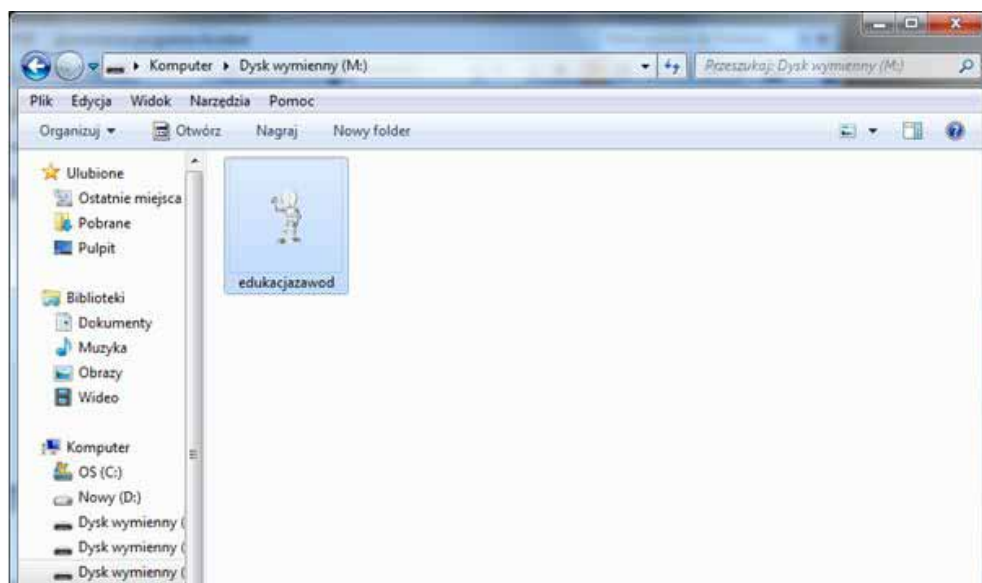 Komputer Dysk wymienny (M:) Przeszukaj: Dysk wymienny (M:)
Plik Edycja Widok Narzędzia Pomoc
Organizuj Otwórz Nagraj Nowy folder
Ulubione
Ostatnie miejsca
Pobrane
Pulpit
edukacjazawod
Biblioteki
Dokumenty
Muzyka
Obrazy
Wideo
Komputer
OS (C:)
Nowy (D:)
Dysk wymienny (
Dysk wymienny (
Dysk wymienny (